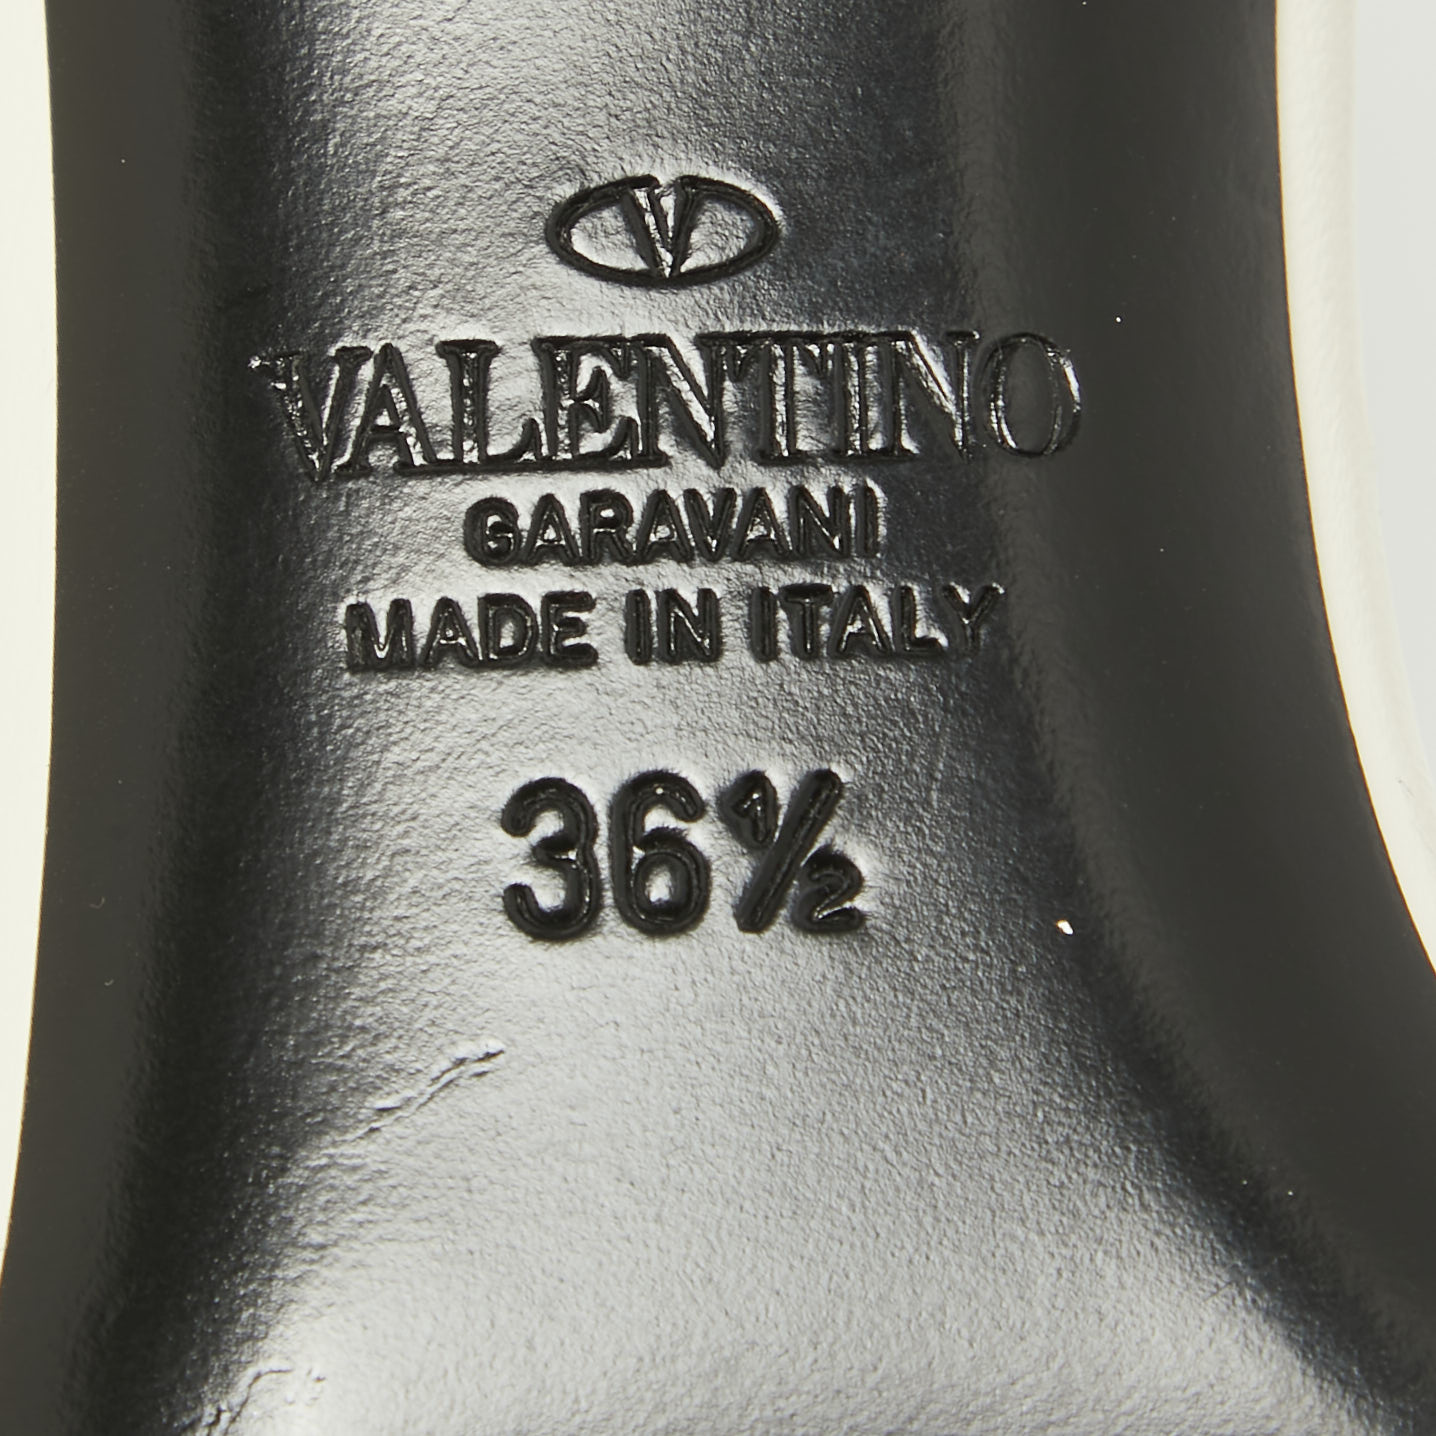 V
VALENTINO
GARAVANI
MADE IN ITALY
36½